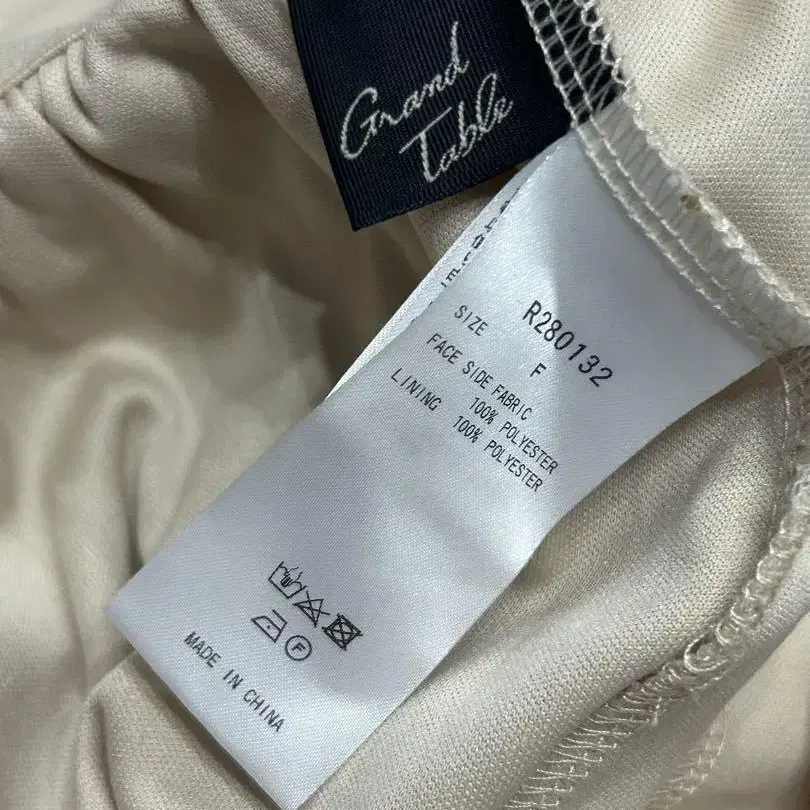 Grand
Table
R280132
SIZE F
FACE SIDE FABRIC
100% POLYESTER
LINING 100% POLYESTER
F
MADE IN CHINA